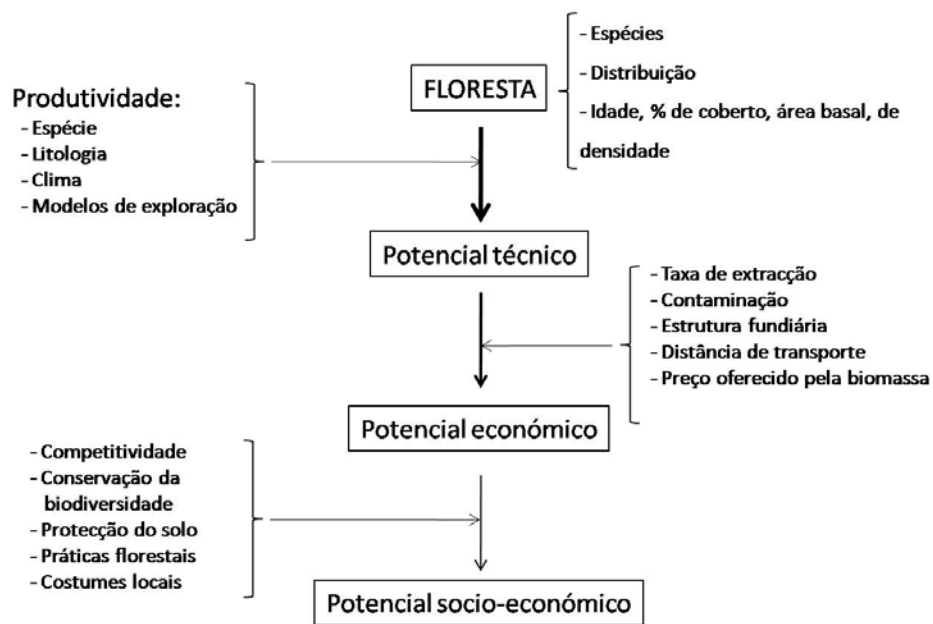 FLORESTA
- Espécies
- Distribuição
- Idade, % de coberto, área basal, de
densidade
Produtividade:
- Espécie
- Litologia
- Clima
- Modelos de exploração
Potencial técnico
- Taxa de extracção
- Contaminação
- Estrutura fundiária
- Distância de transporte
- Preço oferecido pela biomassa
Potencial económico
- Competitividade
- Conservação da
biodiversidade
- Protecção do solo
- Práticas florestais
- Costumes locais
Potencial socio-económico